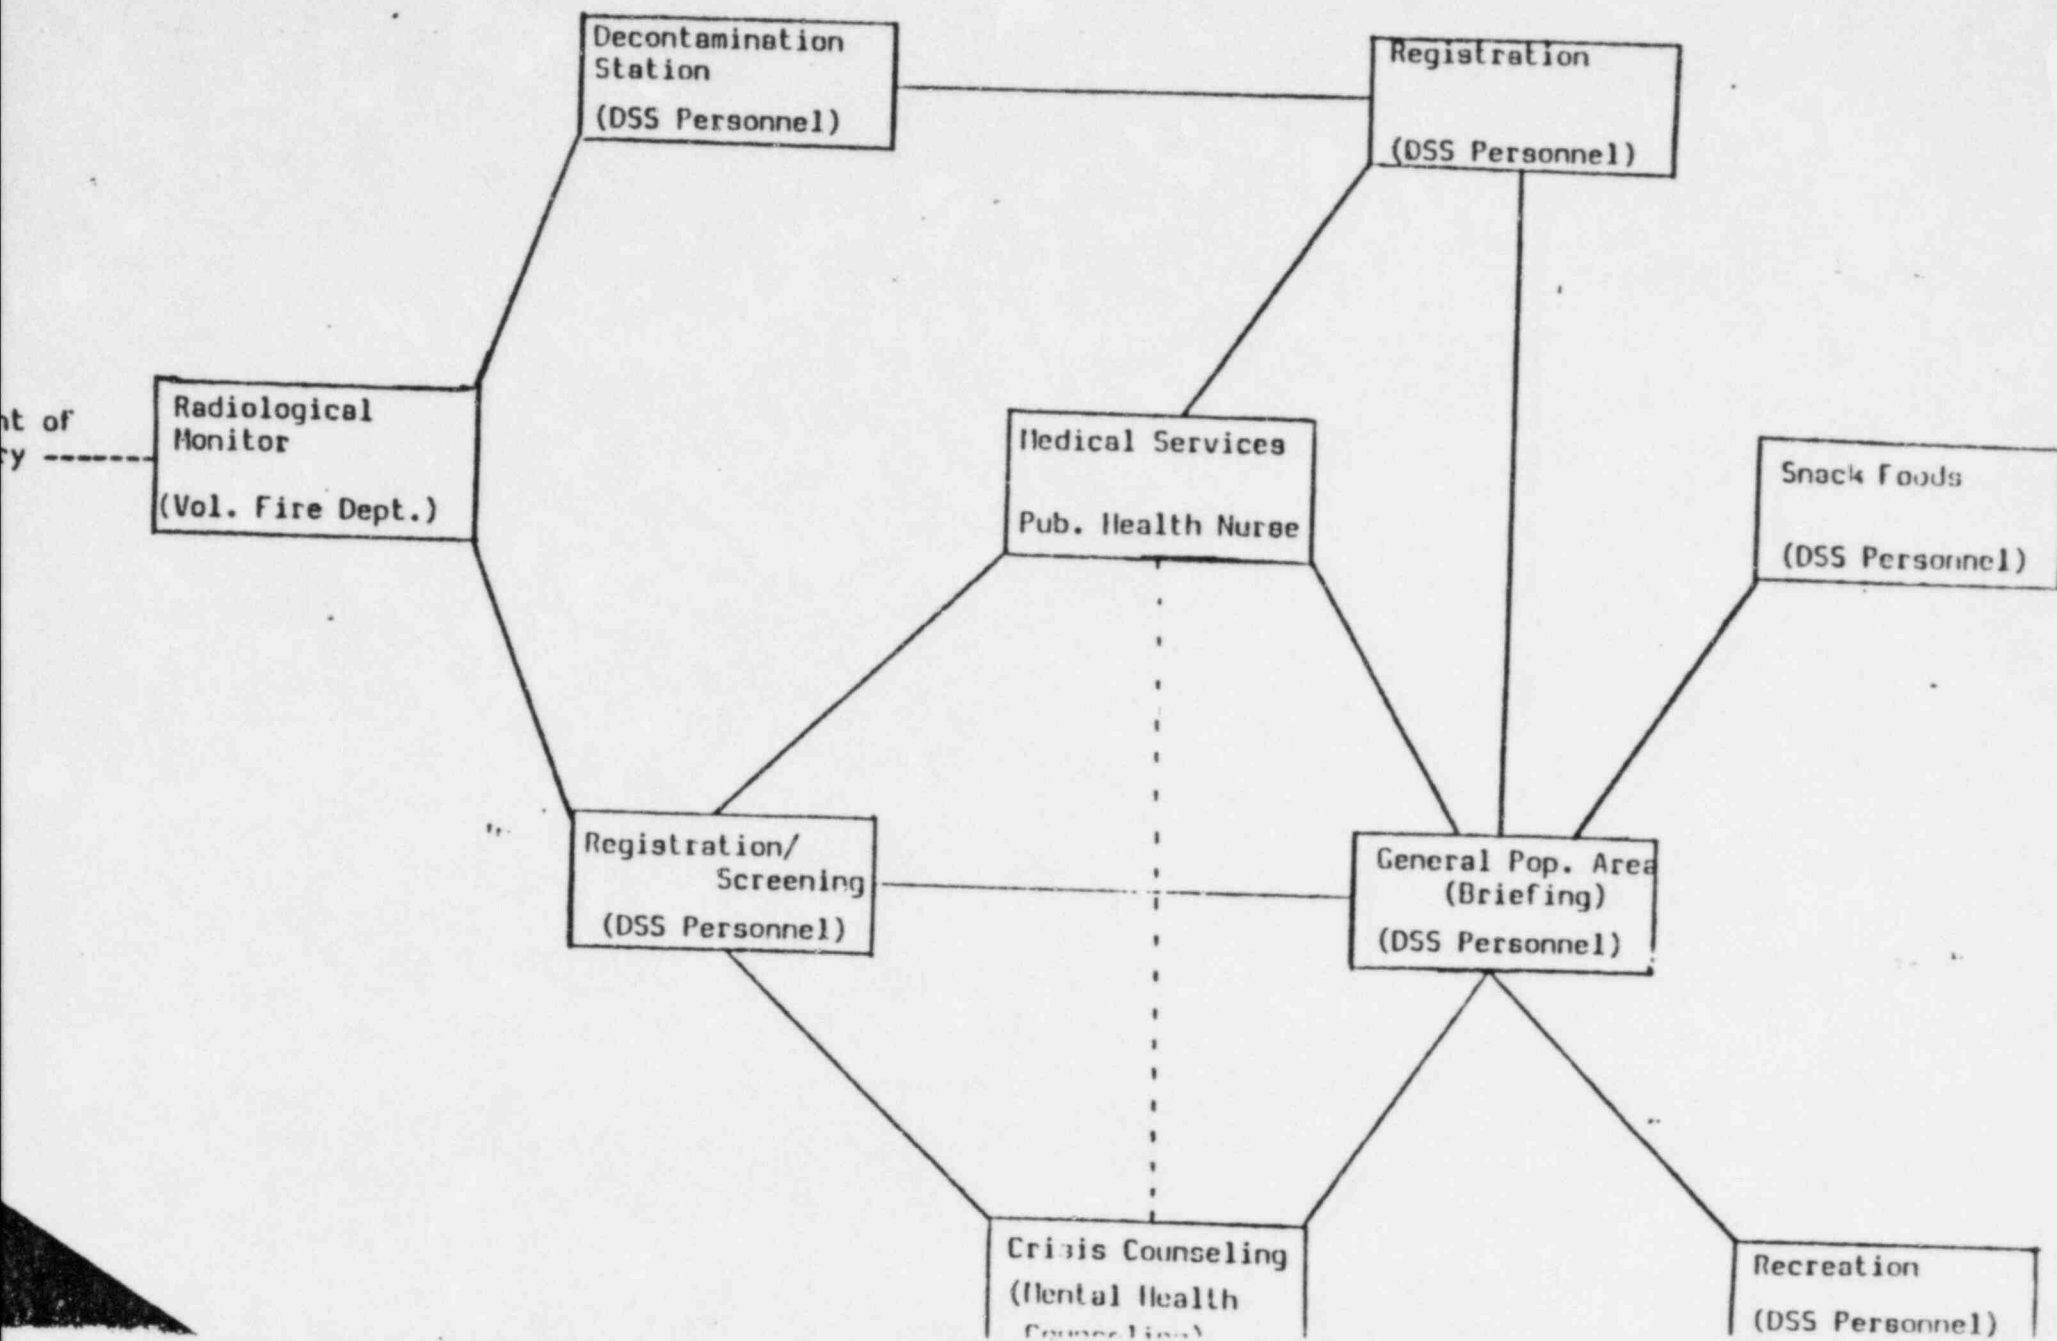 Decontamination
Station
(DSS Personnel)
Registration
(DSS Personnel)
of
Radiological
Monitor
(Vol. Fire Dept.)
Medical Services
Pub. Health Nurse
Snack Foods
(DSS Personnel)
Registration/
Screening
(DSS Personnel)
General Pop. Area
(Briefing)
(DSS Personnel)
Crisis Counseling
(Mental Health
Recreation
(DSS Personnel)